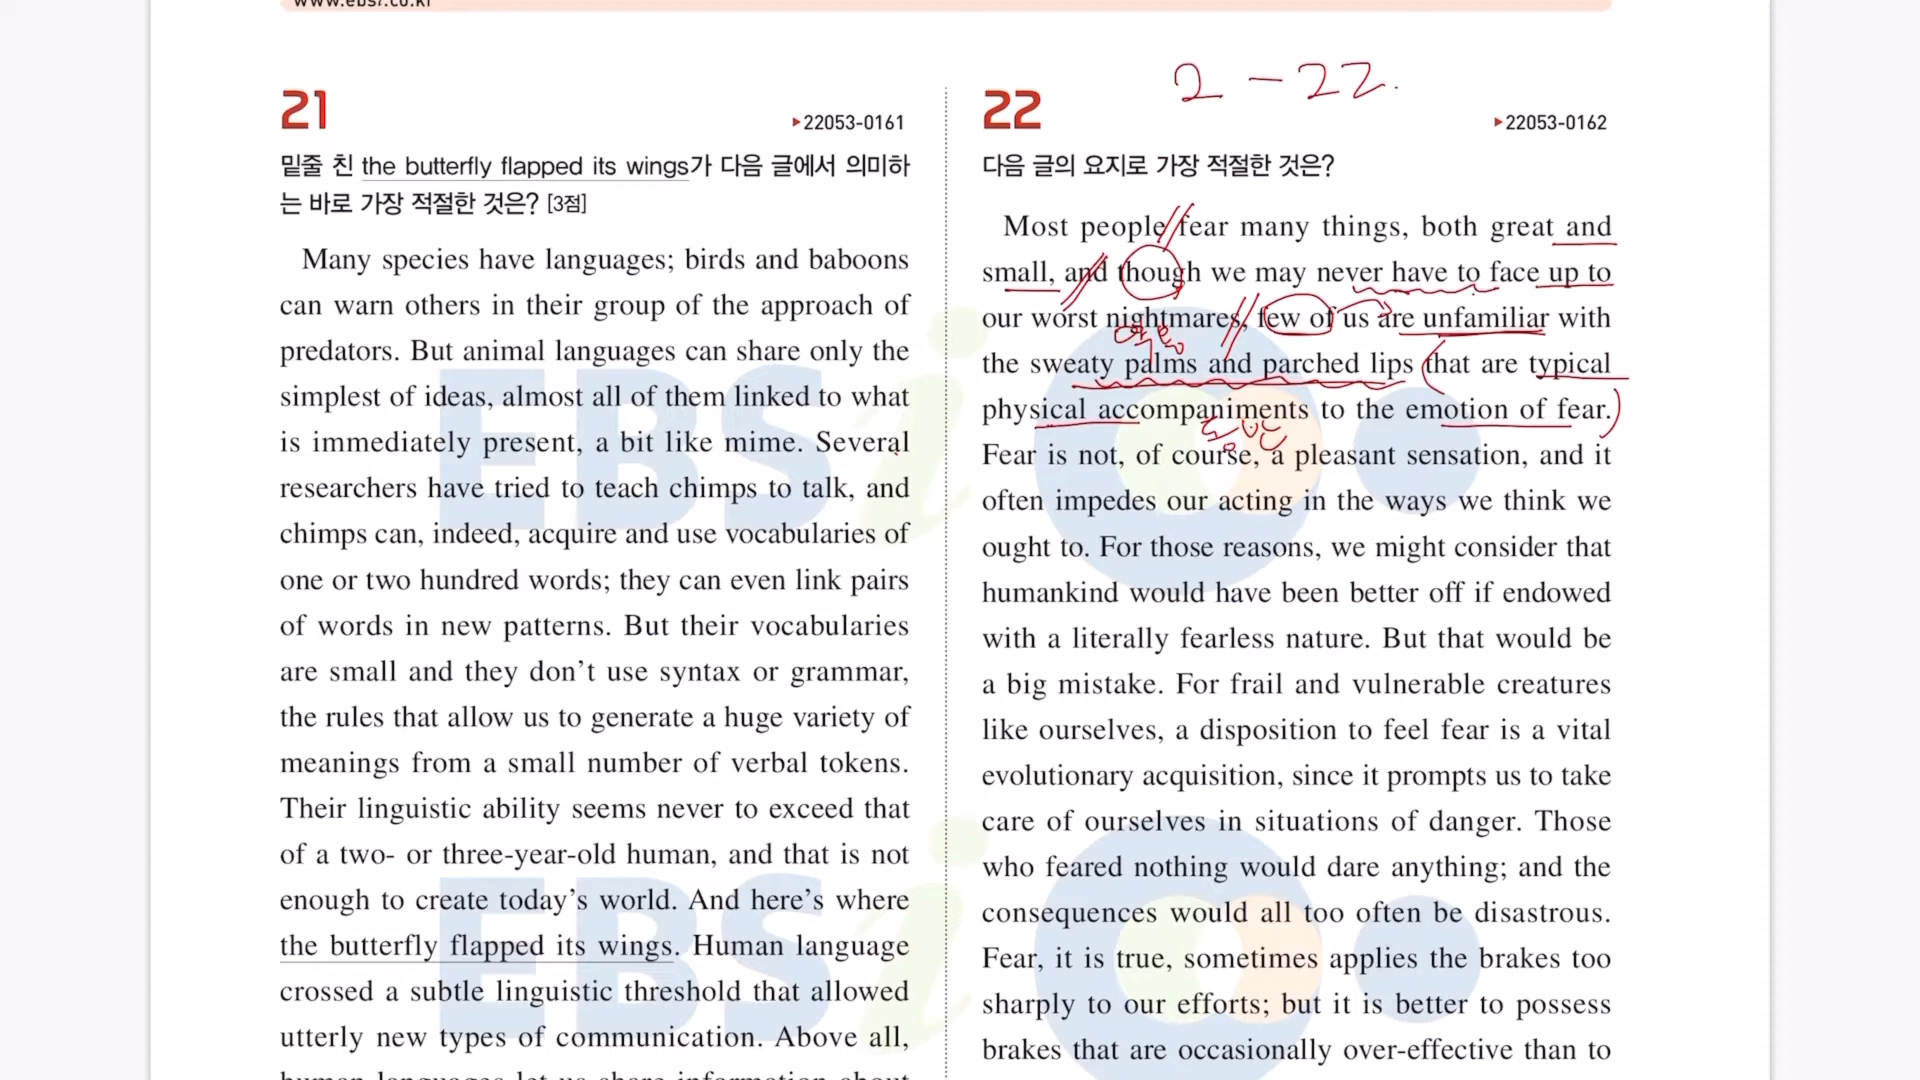 www.ebsi.co.kr
2-22.
21
▶22053-0161
밑줄 친 the butterfly flapped its wings가 다음 글에서 의미하
는 바로 가장 적절한 것은? [3점]
Many species have languages; birds and baboons
can warn others in their group of the approach of
predators. But animal languages can share only the
simplest of ideas, almost all of them linked to what
is immediately present, a bit like mime. Several
researchers have tried to teach chimps to talk, and
chimps can, indeed, acquire and use vocabularies of
one or two hundred words; they can even link pairs
of words in new patterns. But their vocabularies
are small and they don’t use syntax or grammar,
the rules that allow us to generate a huge variety of
meanings from a small number of verbal tokens.
Their linguistic ability seems never to exceed that
of a two- or three-year-old human, and that is not
enough to create today’s world. And here’s where
the butterfly flapped its wings. Human language
crossed a subtle linguistic threshold that allowed
utterly new types of communication. Above all,
human languages let us share information about
22
▶22053-0162
다음 글의 요지로 가장 적절한 것은?
Most people fear many things, both great and
small, and though we may never have to face up to
our worst nightmares, few of us are unfamiliar with
악몽
the sweaty palms and parched lips that are typical
physical accompaniments to the emotion of fear.
동반
Fear is not, of course, a pleasant sensation, and it
often impedes our acting in the ways we think we
ought to. For those reasons, we might consider that
humankind would have been better off if endowed
with a literally fearless nature. But that would be
a big mistake. For frail and vulnerable creatures
like ourselves, a disposition to feel fear is a vital
evolutionary acquisition, since it prompts us to take
care of ourselves in situations of danger. Those
who feared nothing would dare anything; and the
consequences would all too often be disastrous.
Fear, it is true, sometimes applies the brakes too
sharply to our efforts; but it is better to possess
brakes that are occasionally over-effective than to
EBSi
EBSi